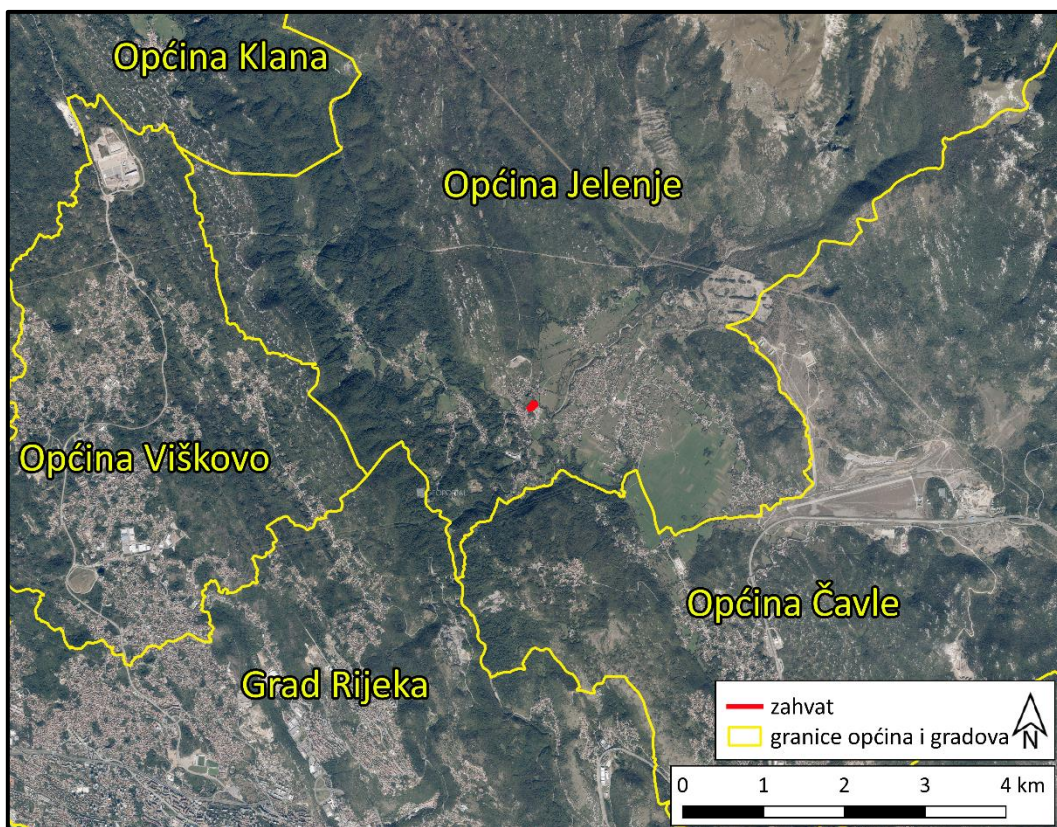 Općina Klana
Općina Jelenje
Općina Viškovo
Općina Čavle
Grad Rijeka
zahvat
granice općina i gradova
N
0 1 2 3 4 km